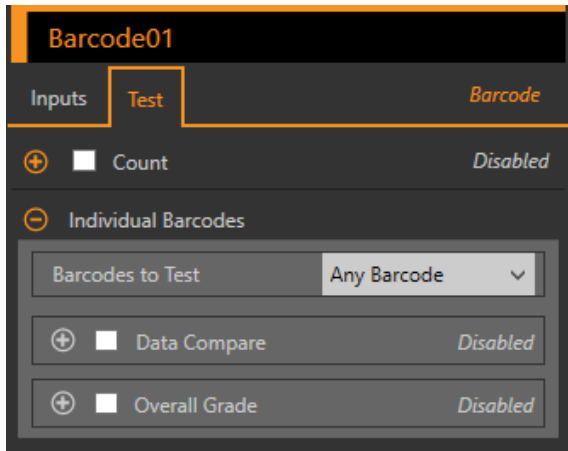 Barcode01
Inputs Test Barcode
Count Disabled
Individual Barcodes
Barcodes to Test Any Barcode
Data Compare Disabled
Overall Grade Disabled